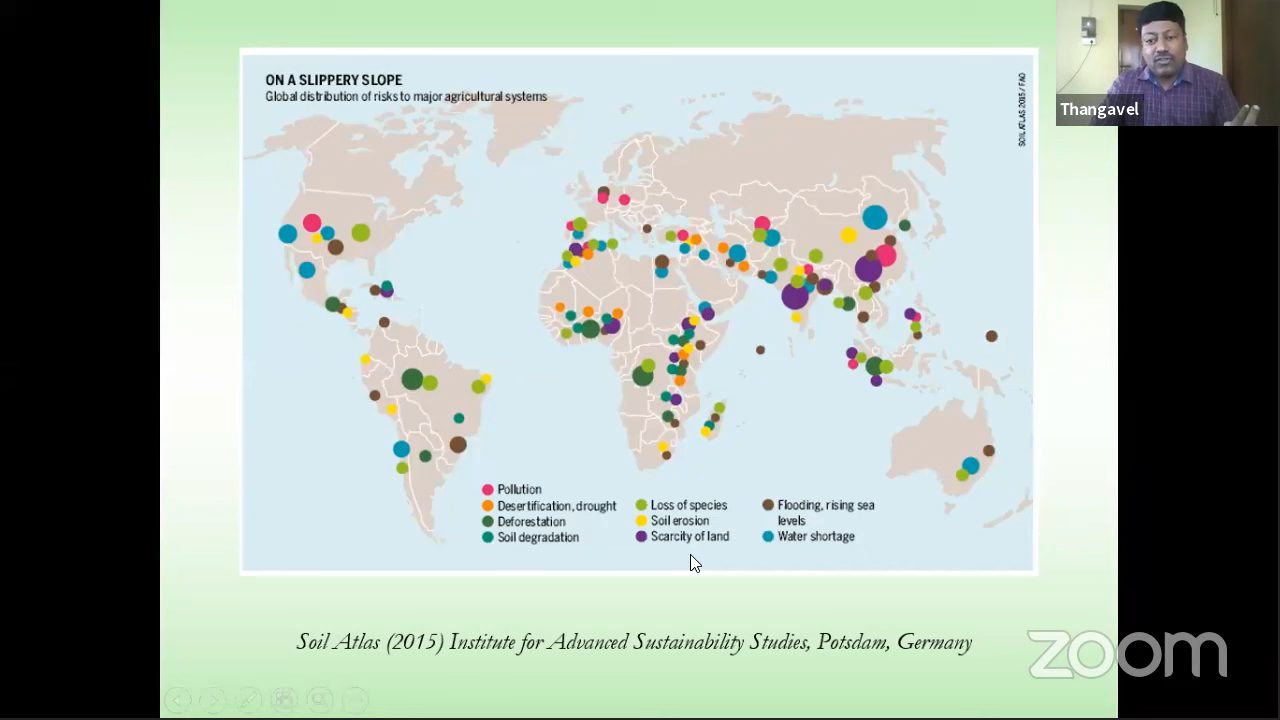 ON A SLIPPERY SLOPE
Global distribution of risks to major agricultural systems
SOIL ATLAS 2015 / FAO
Thangavel
Pollution
Desertification, drought
Deforestation
Soil degradation
Loss of species
Soil erosion
Scarcity of land
Flooding, rising sea
levels
Water shortage
Soil Atlas (2015) Institute for Advanced Sustainability Studies, Potsdam, Germany
zoom